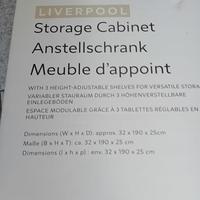 LIVERPOOL
Storage Cabinet
Anstellschrank
Meuble d'appoint
WITH 3 HEIGHT-ADJUSTABLE SHELVES FOR VERSATILE STORA
VARIABLER STAURAUM DURCH 3 HÖHENVERSTELLBARE
EINLEGEBÖDEN
ESPACE MODULABLE GRÂCE À 3 TABLETTES RÉGLABLES EN
HAUTEUR
Dimensions (W x H x D): approx. 32 x 190 x 25cm
Maße (B x H x T): ca. 32 x 190 x 25 cm
Dimensions (l x h x p) : env. 32 x 190 x 25 cm